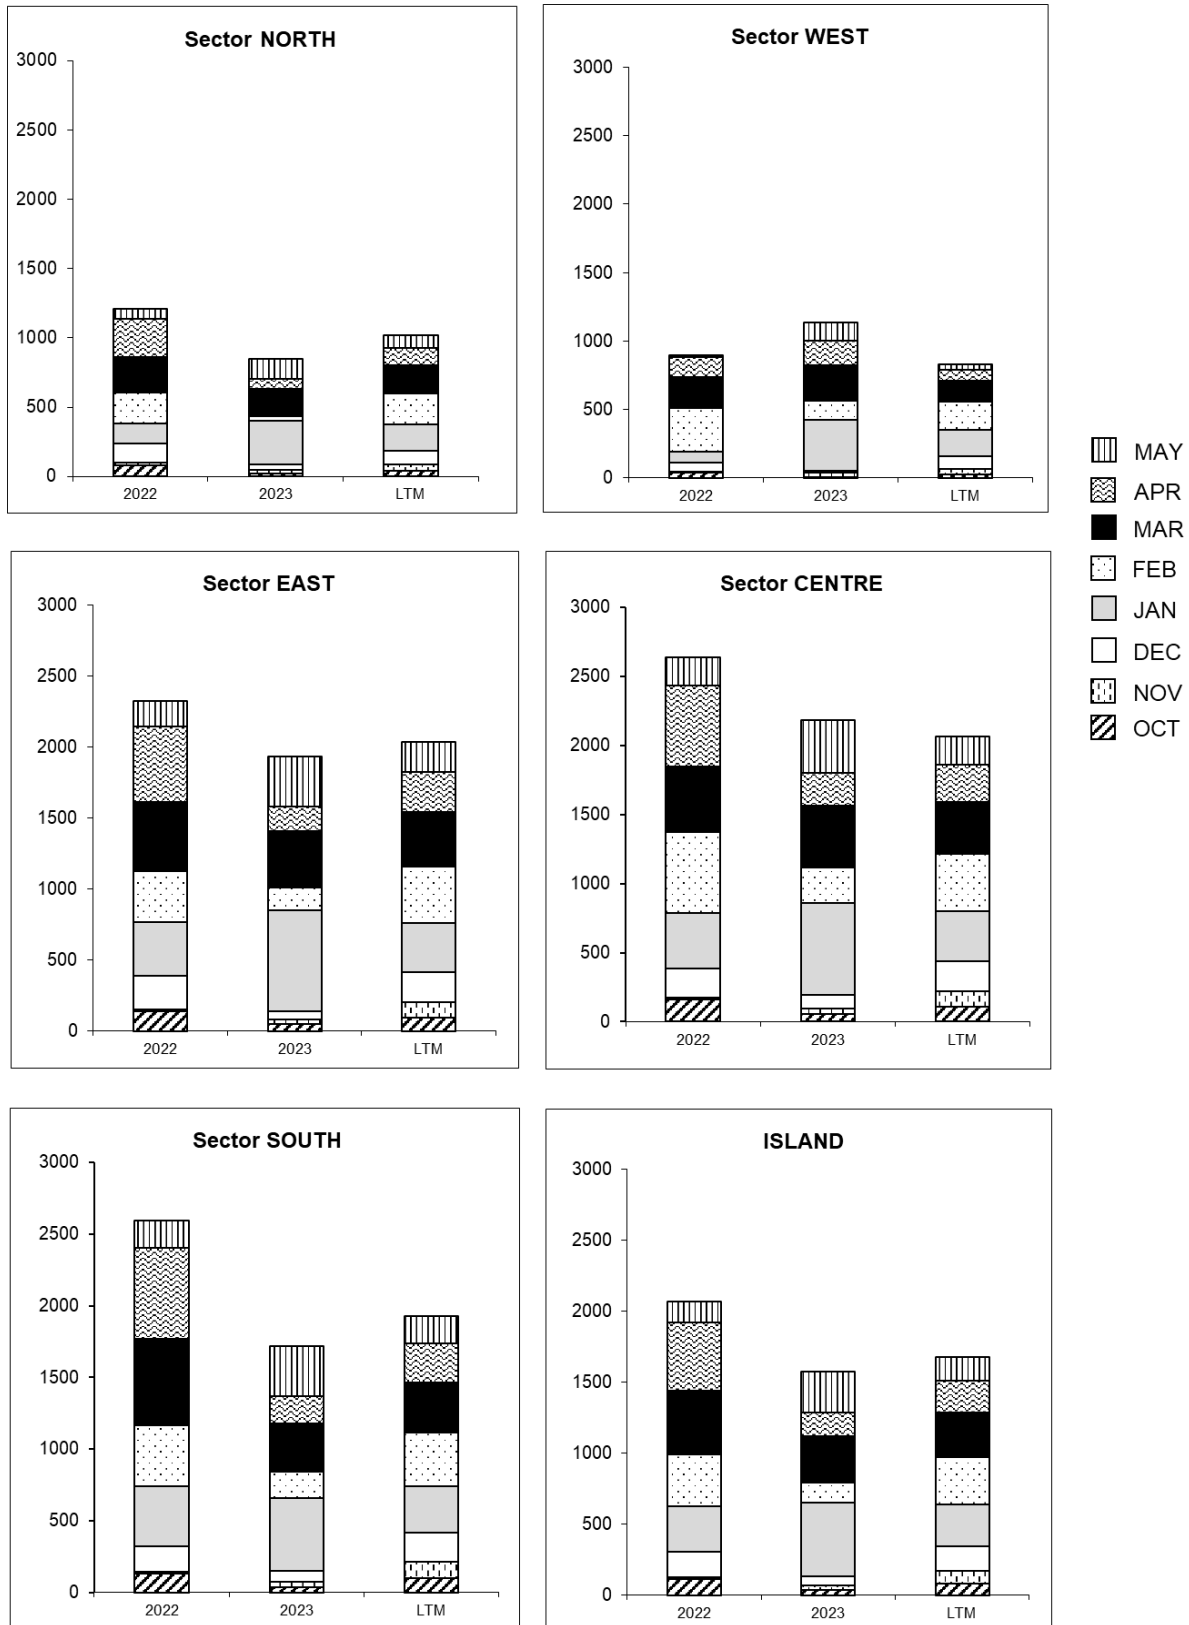 Sector NORTH
3000
2500
2000
1500
1000
500
0
2022 2023 LTM
Sector WEST
3000
2500
2000
1500
1000
500
0
2022 2023 LTM
MAY
APR
MAR
FEB
JAN
DEC
NOV
OCT
Sector EAST
3000
2500
2000
1500
1000
500
0
2022 2023 LTM
Sector CENTRE
3000
2500
2000
1500
1000
500
0
2022 2023 LTM
Sector SOUTH
3000
2500
2000
1500
1000
500
0
2022 2023 LTM
ISLAND
3000
2500
2000
1500
1000
500
0
2022 2023 LTM